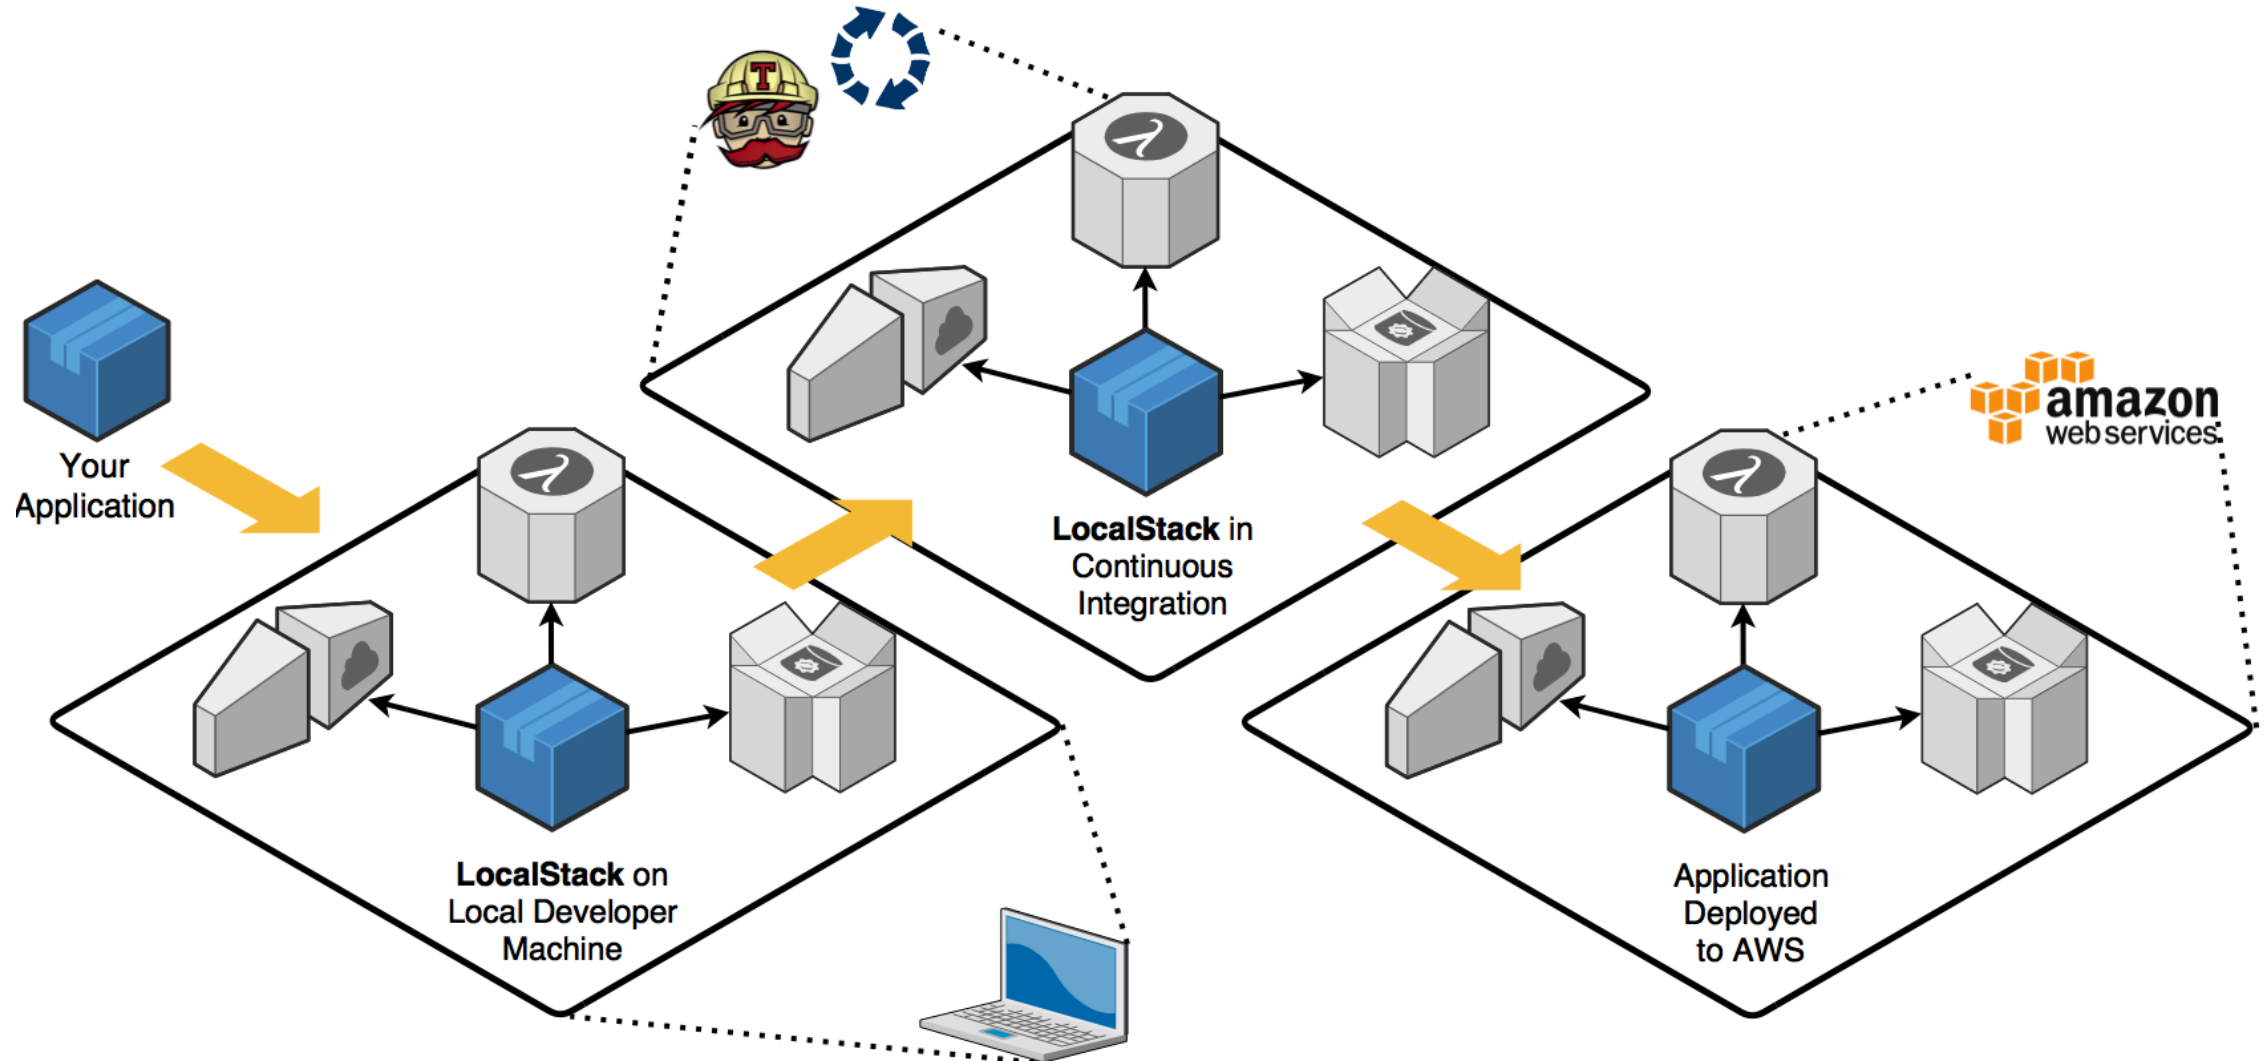 T
Your
Application
LocalStack on
Local Developer
Machine
LocalStack in
Continuous
Integration
amazon
web services
Application
Deployed
to AWS
λ
λ
λ